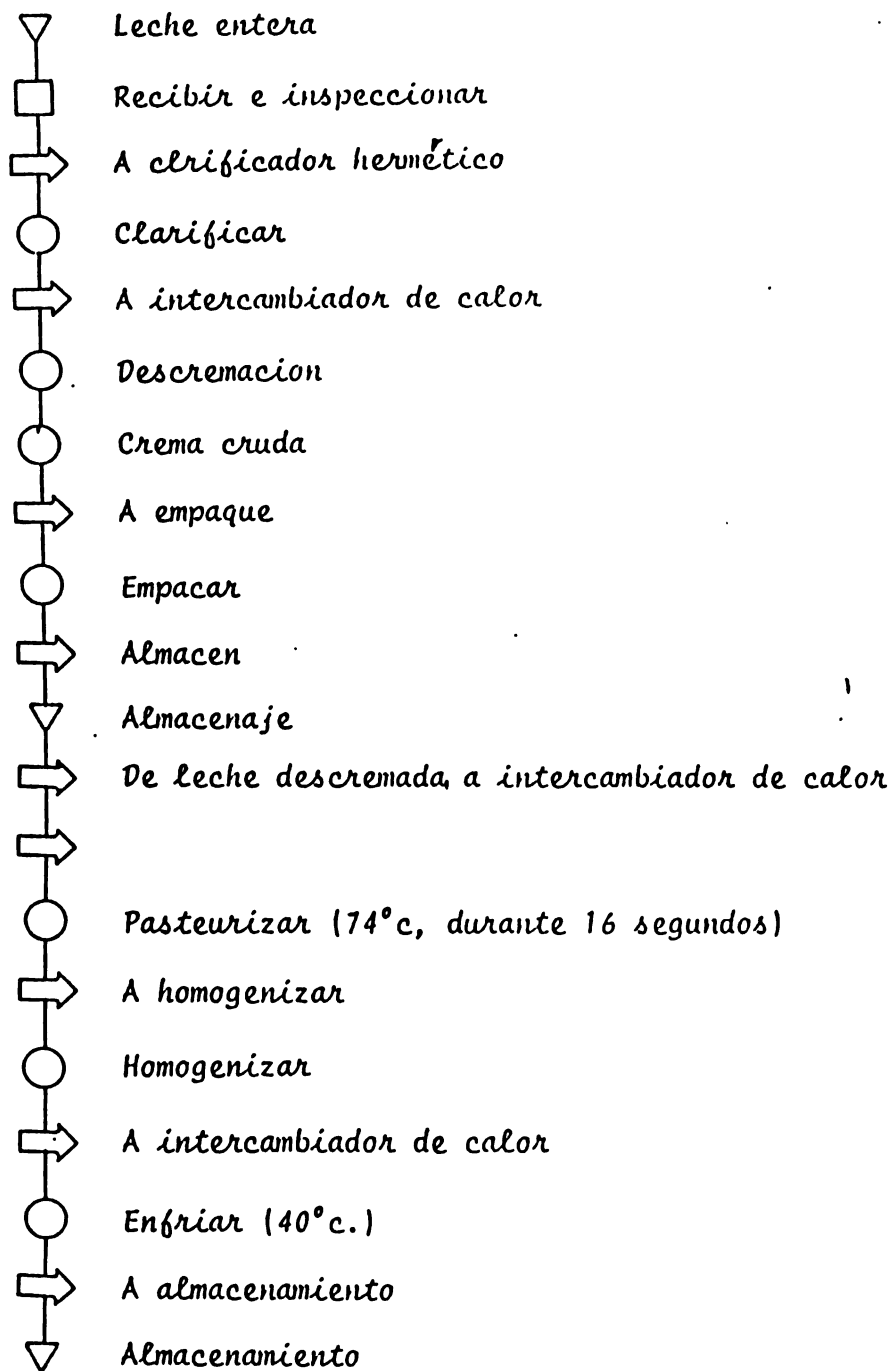 Leche entera
Recibir e inspeccionar
A clrificador hermético
Clarificar
A intercambiador de calor
Descremacion
Crema cruda
A empaque
Empacar
Almacen
Almacenaje
De leche descremada, a intercambiador de calor
Pasteurizar (74°c, durante 16 segundos)
A homogenizar
Homogenizar
A intercambiador de calor
Enfriar (40°c.)
A almacenamiento
Almacenamiento